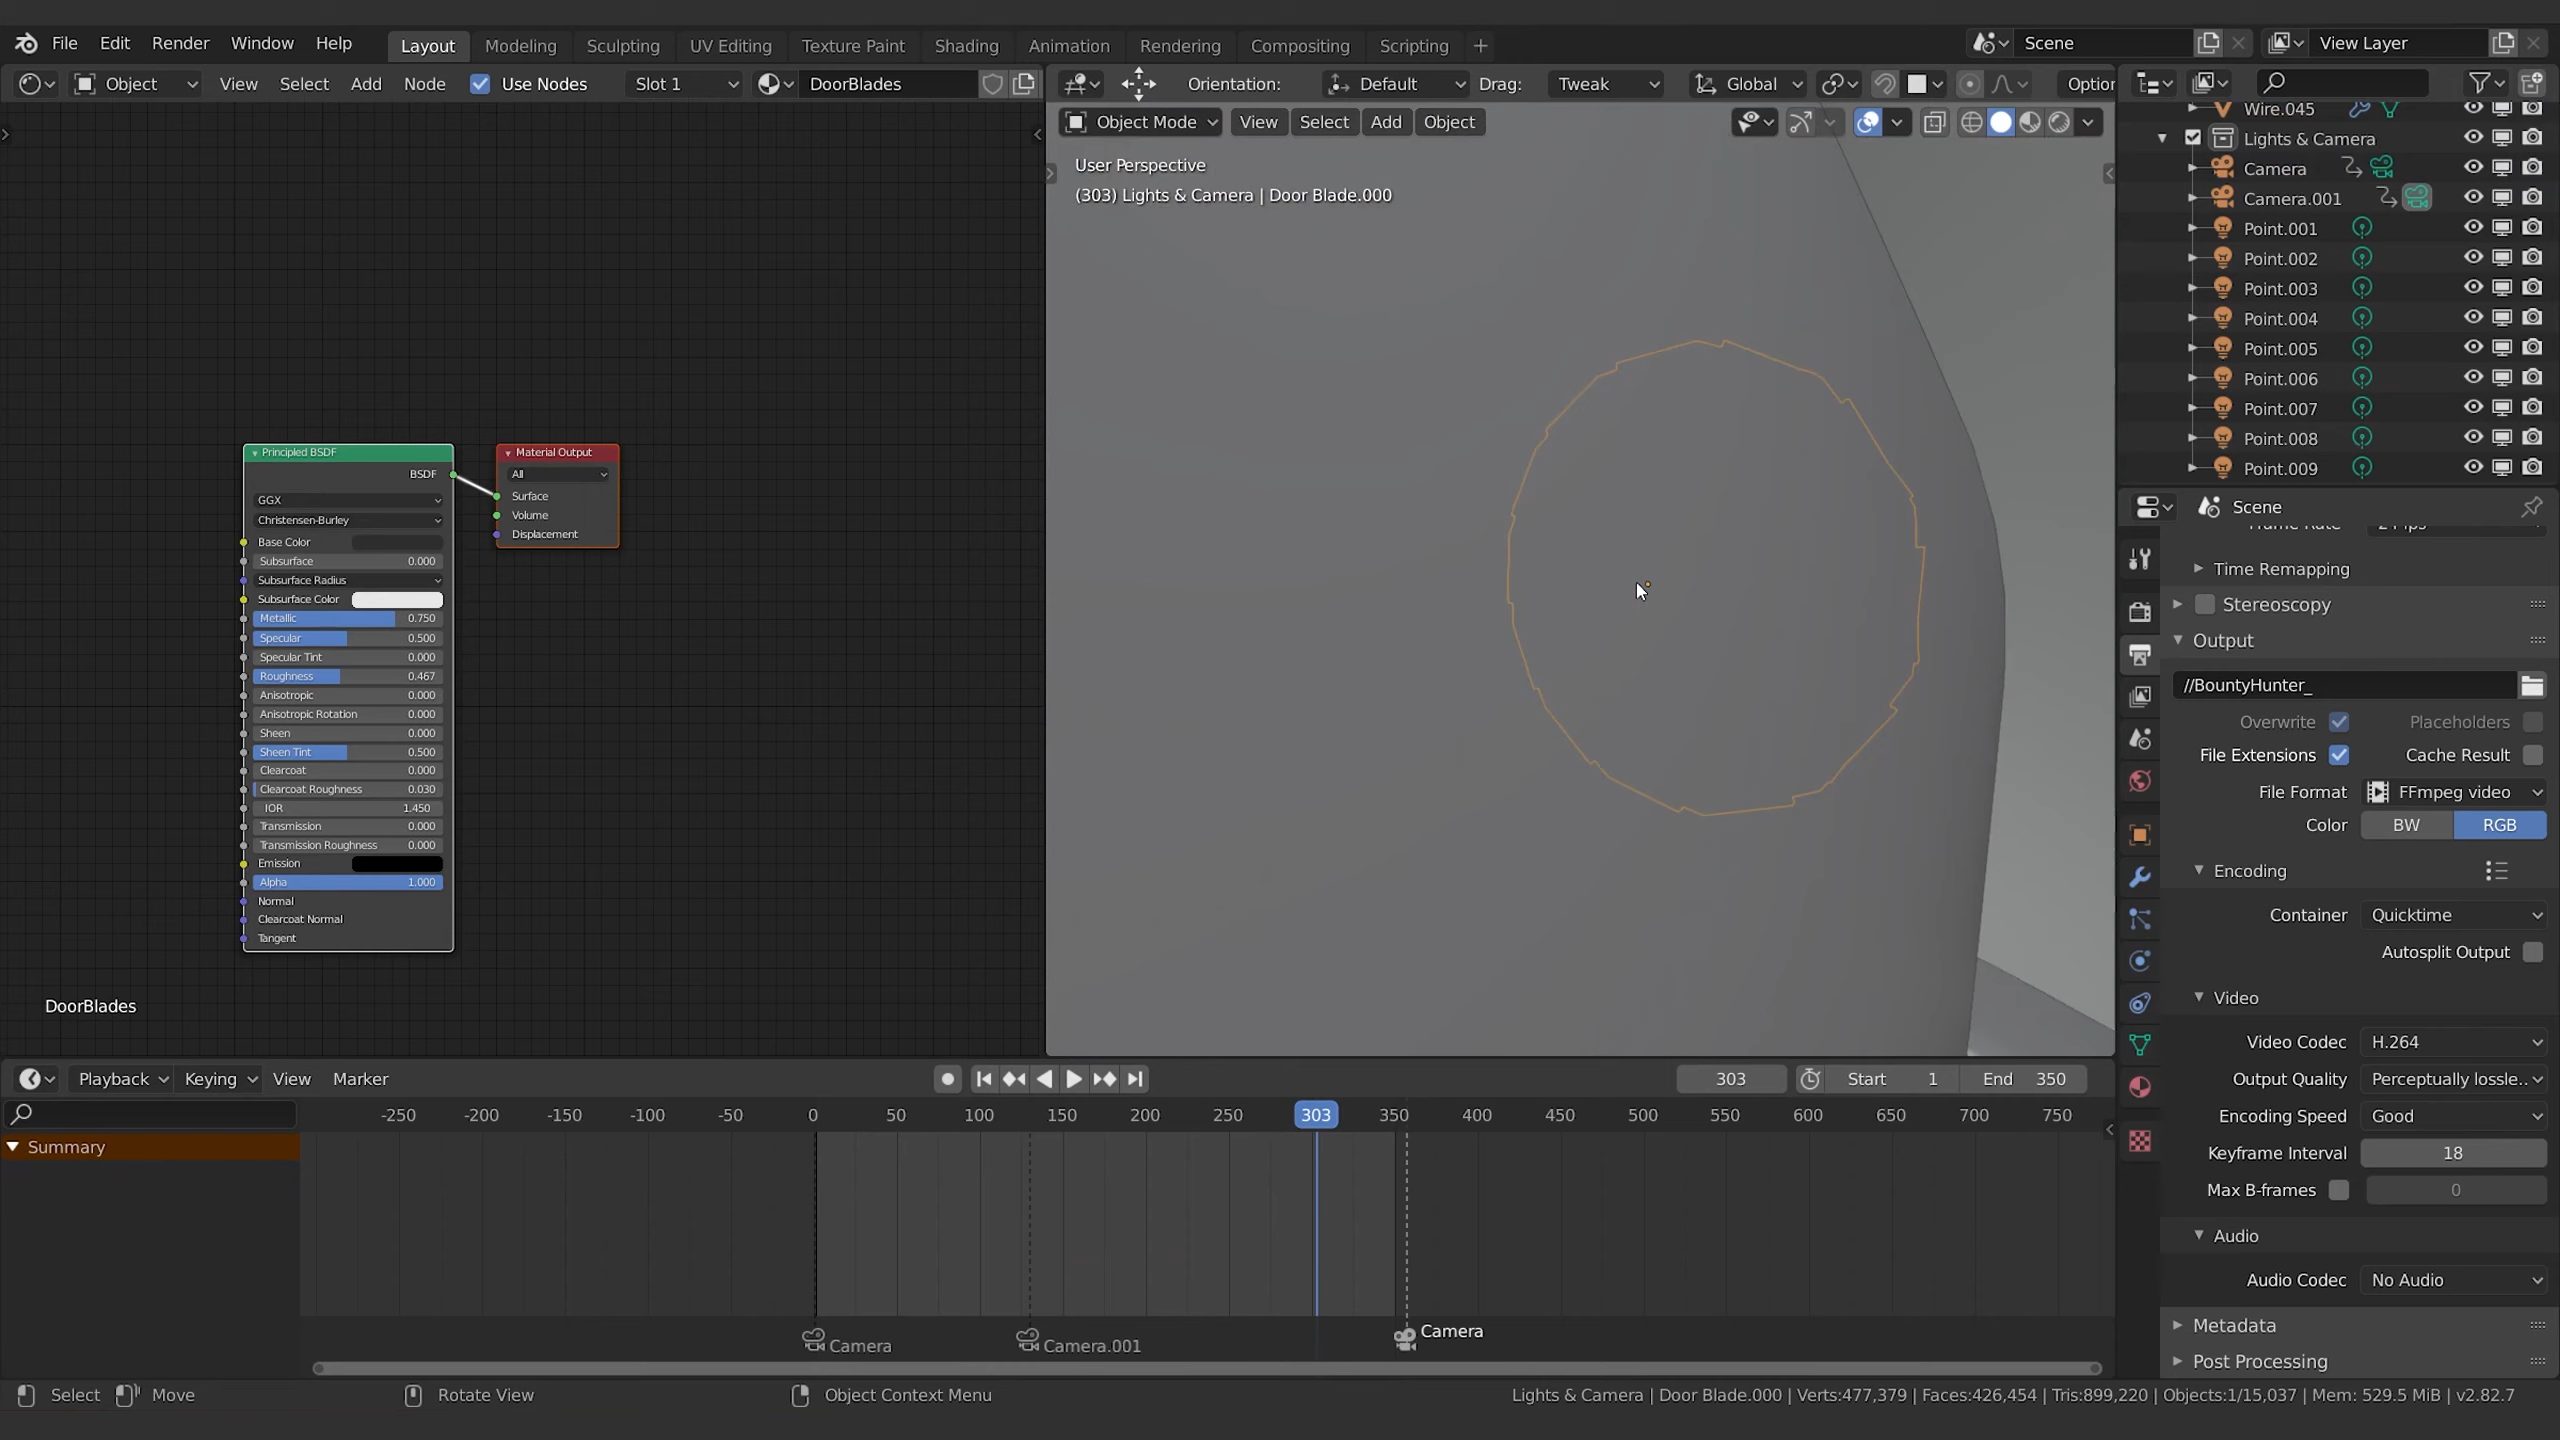 File Edit Render Window Help Layout Modeling Sculpting UV Editing Texture Paint Shading Animation Rendering Compositing Scripting + Scene View Layer
Object View Select Add Node Use Nodes Slot 1 DoorBlades Orientation: Default Drag: Tweak Global Option
Object Mode View Select Add Object
User Perspective
(303) Lights & Camera | Door Blade.000
Wire.045
Lights & Camera
Camera
Camera.001
Point.001
Point.002
Point.003
Point.004
Point.005
Point.006
Point.007
Point.008
Point.009
Principled BSDF
BSDF
GGX
Christensen-Burley
Base Color
Subsurface 0.000
Subsurface Radius
Subsurface Color
Metallic 0.750
Specular 0.500
Specular Tint 0.000
Roughness 0.467
Anisotropic 0.000
Anisotropic Rotation 0.000
Sheen 0.000
Sheen Tint 0.500
Clearcoat 0.000
Clearcoat Roughness 0.030
IOR 1.450
Transmission 0.000
Transmission Roughness 0.000
Emission
Alpha 1.000
Normal
Clearcoat Normal
Tangent
Material Output
All
Surface
Volume
Displacement
DoorBlades
Scene
Frame Rate
Time Remapping
Stereoscopy
Output
//BountyHunter_
Overwrite Placeholders
File Extensions Cache Result
File Format FFmpeg video
Color BW RGB
Encoding
Container Quicktime
Autosplit Output
Video
Video Codec H.264
Output Quality Perceptually lossle..
Encoding Speed Good
Keyframe Interval 18
Max B-frames 0
Audio
Audio Codec No Audio
Metadata
Post Processing
Playback Keying View Marker 303 Start 1 End 350
-250 -200 -150 -100 -50 0 50 100 150 200 250 303 350 400 450 500 550 600 650 700 750
Summary
Camera Camera.001 Camera
Select Move Rotate View Object Context Menu Lights & Camera | Door Blade.000 | Verts:477,379 | Faces:426,454 | Tris:899,220 | Objects:1/15,037 | Mem: 529.5 MiB | v2.82.7